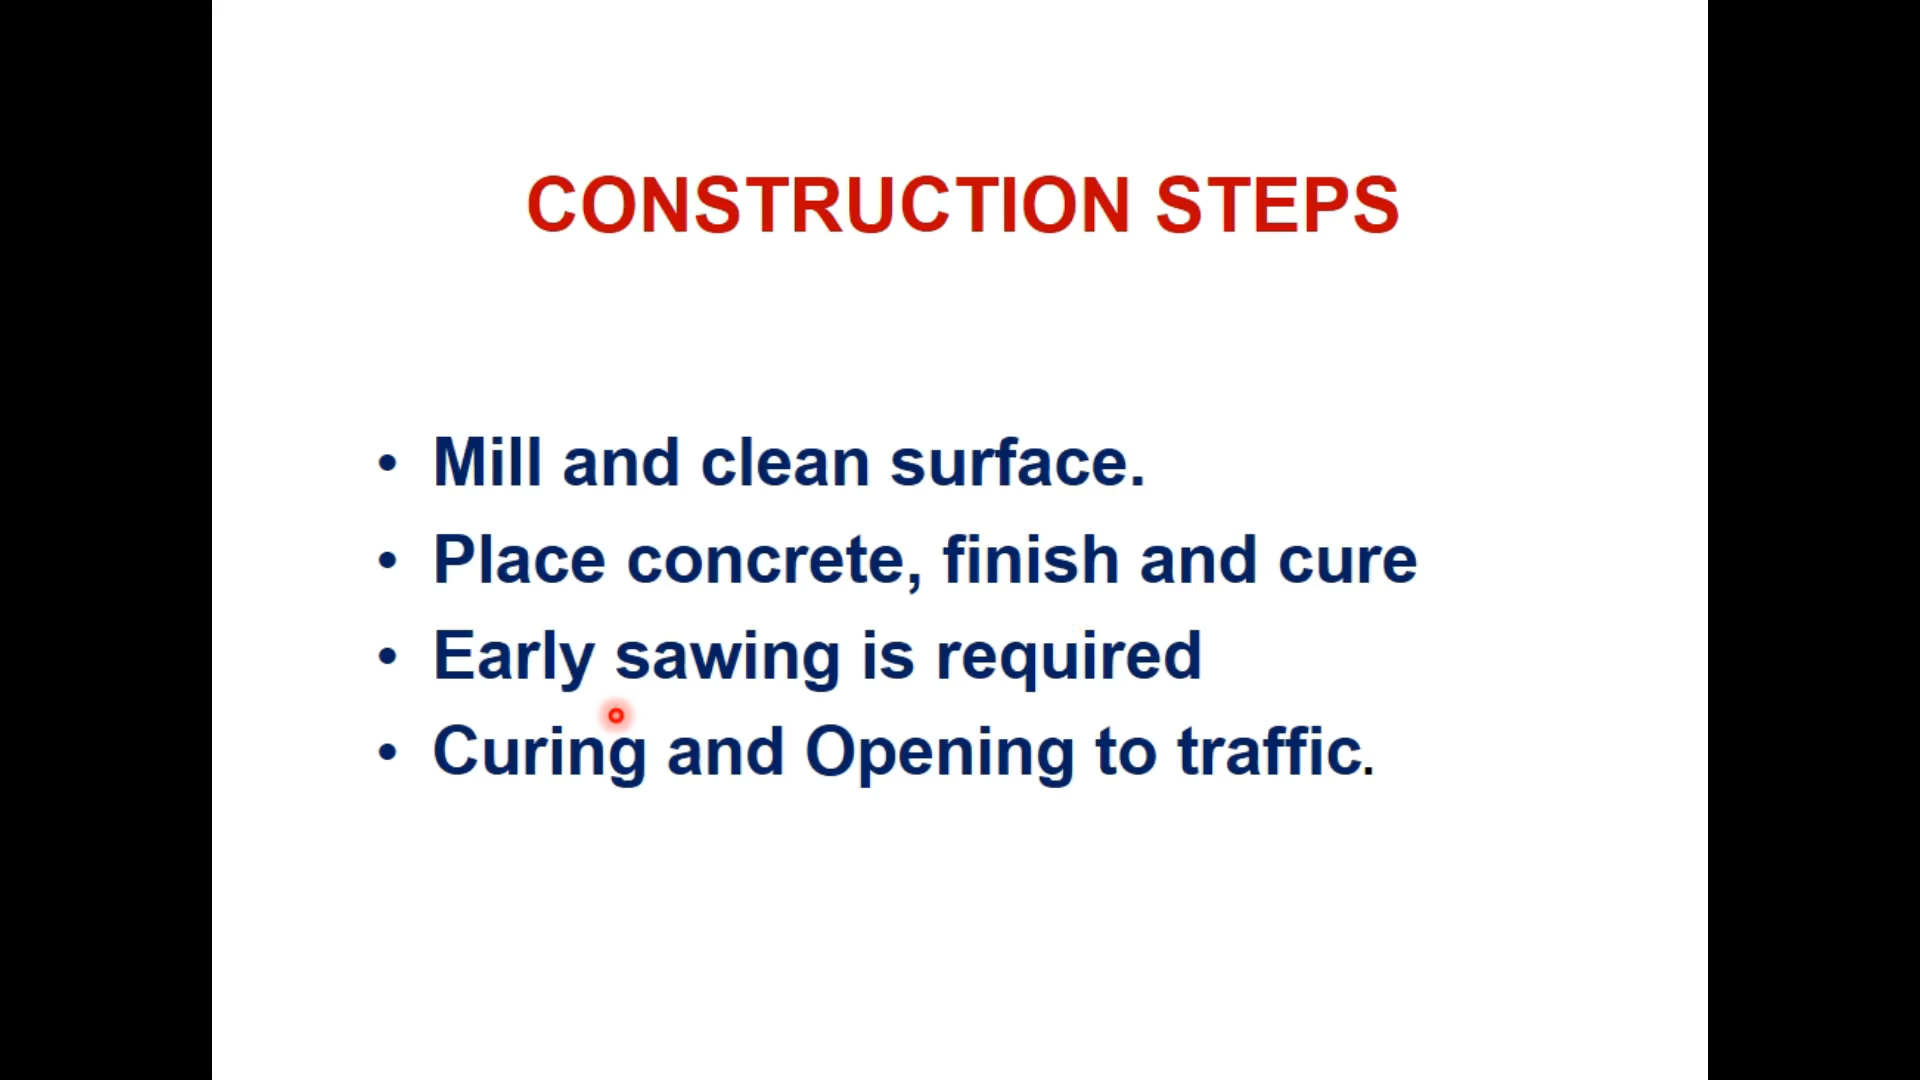 CONSTRUCTION STEPS
• Mill and clean surface.
• Place concrete, finish and cure
• Early sawing is required
• Curing and Opening to traffic.